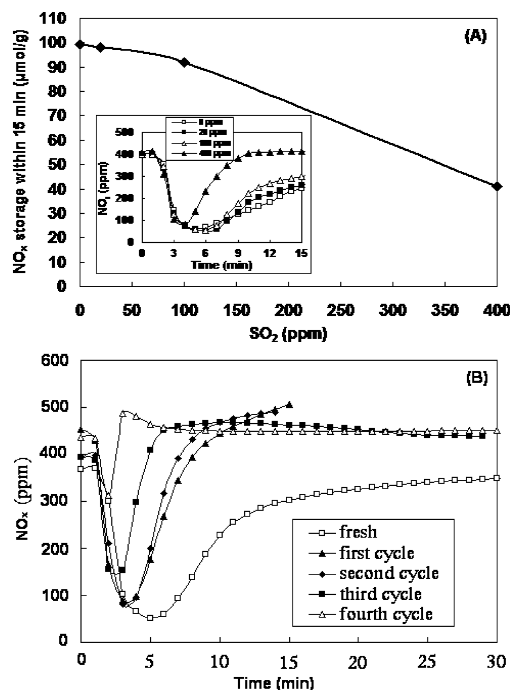 (A)
NOx storage within 15 min (µmol/g)
110
100
90
80
70
60
50
40
30
20
10
0
0 50 100 150 200 250 300 350 400
SO2 (ppm)
NOx (ppm)
500
400
300
200
100
0
0 3 6 9 12 15
Time (min)
0 ppm
20 ppm
100 ppm
400 ppm
(B)
NOx (ppm)
600
500
400
300
200
100
0
0 5 10 15 20 25 30
Time (min)
fresh
first cycle
second cycle
third cycle
fourth cycle